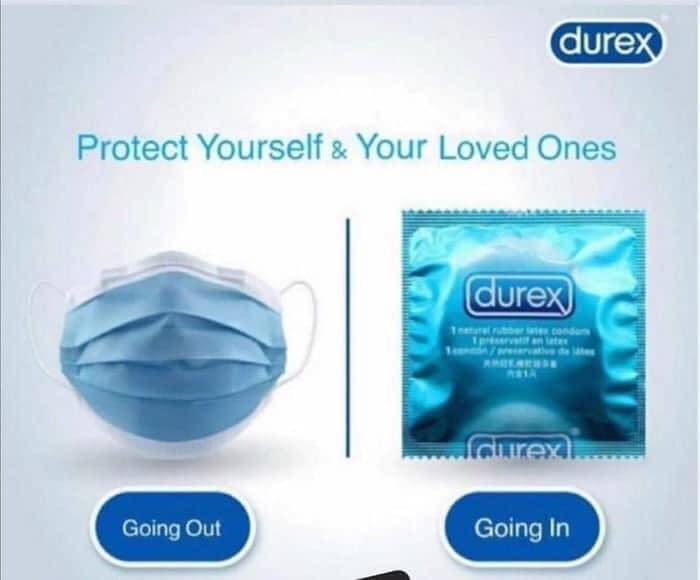 durex
Protect Yourself & Your Loved Ones
durex
1 natural rubber latex condom
1 préservatif en latex
1 condón / preservativo de látex
durex
Going Out
Going In